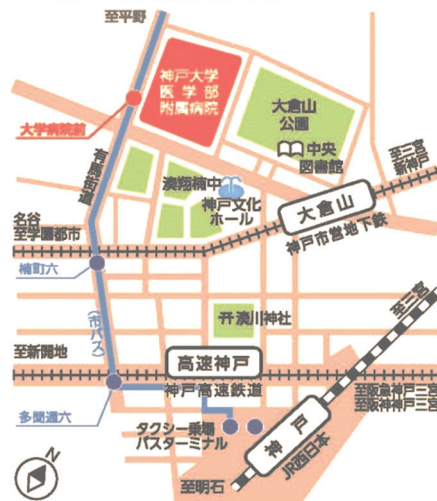 至平野
神戸大学
医学部
附属病院
大倉山
公園
大学病院前
中央
図書館
至三宮
新神戸
有馬街道
湊翔楠中
神戸文化
ホール
大倉山
神戸市営地下鉄
名谷
至学園都市
楠町六
(市バス)
湊川神社
至三宮
至新開地
高速神戸
神戸高速鉄道
至阪急神戸三宮
至阪神神戸三宮
多聞通六
タクシー乗場
バスターミナル
神戸
JR西日本
至明石
N